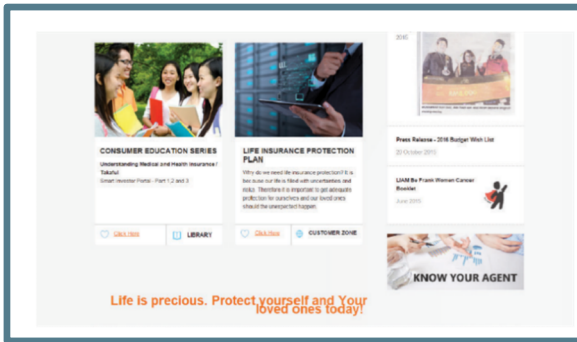 CONSUMER EDUCATION SERIES
Understanding Medical and Health Insurance /
Takaful
Smart Investor Portal - Part 1,2 and 3
Click Here
LIBRARY
LIFE INSURANCE PROTECTION
PLAN
Why do we need life insurance protection? It is
because our life is filled with uncertainties and
risks. Therefore it is important to get adequate
protection for ourselves and our loved ones
should the unexpected happen.
Click Here
CUSTOMER ZONE
2015
Press Release - 2016 Budget Wish List
20 October 2015
LIAM Be Frank Women Career
Booklet
June 2015
KNOW YOUR AGENT
Life is precious. Protect yourself and Your
loved ones today!